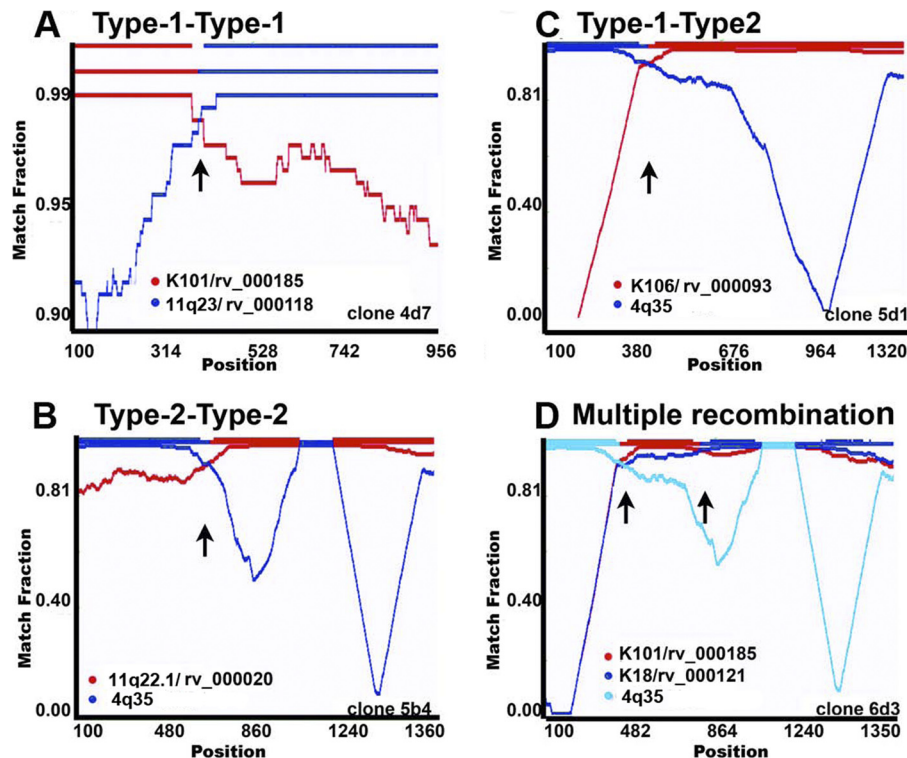 A Type-1-Type-1
0.99
0.95
0.90
Match Fraction
K101/rv_000185
11q23/ rv_000118
clone 4d7
100 314 528 742 956
Position
C Type-1-Type2
0.81
0.40
0.00
Match Fraction
K106/ rv_000093
4q35
clone 5d1
100 380 676 964 1320
Position
B Type-2-Type-2
0.81
0.40
0.00
Match Fraction
11q22.1/ rv_000020
4q35
clone 5b4
100 480 860 1240 1360
Position
D Multiple recombination
0.81
0.40
0.00
Match Fraction
K101/rv_000185
K18/rv_000121
4q35
clone 6d3
100 482 864 1240 1350
Position